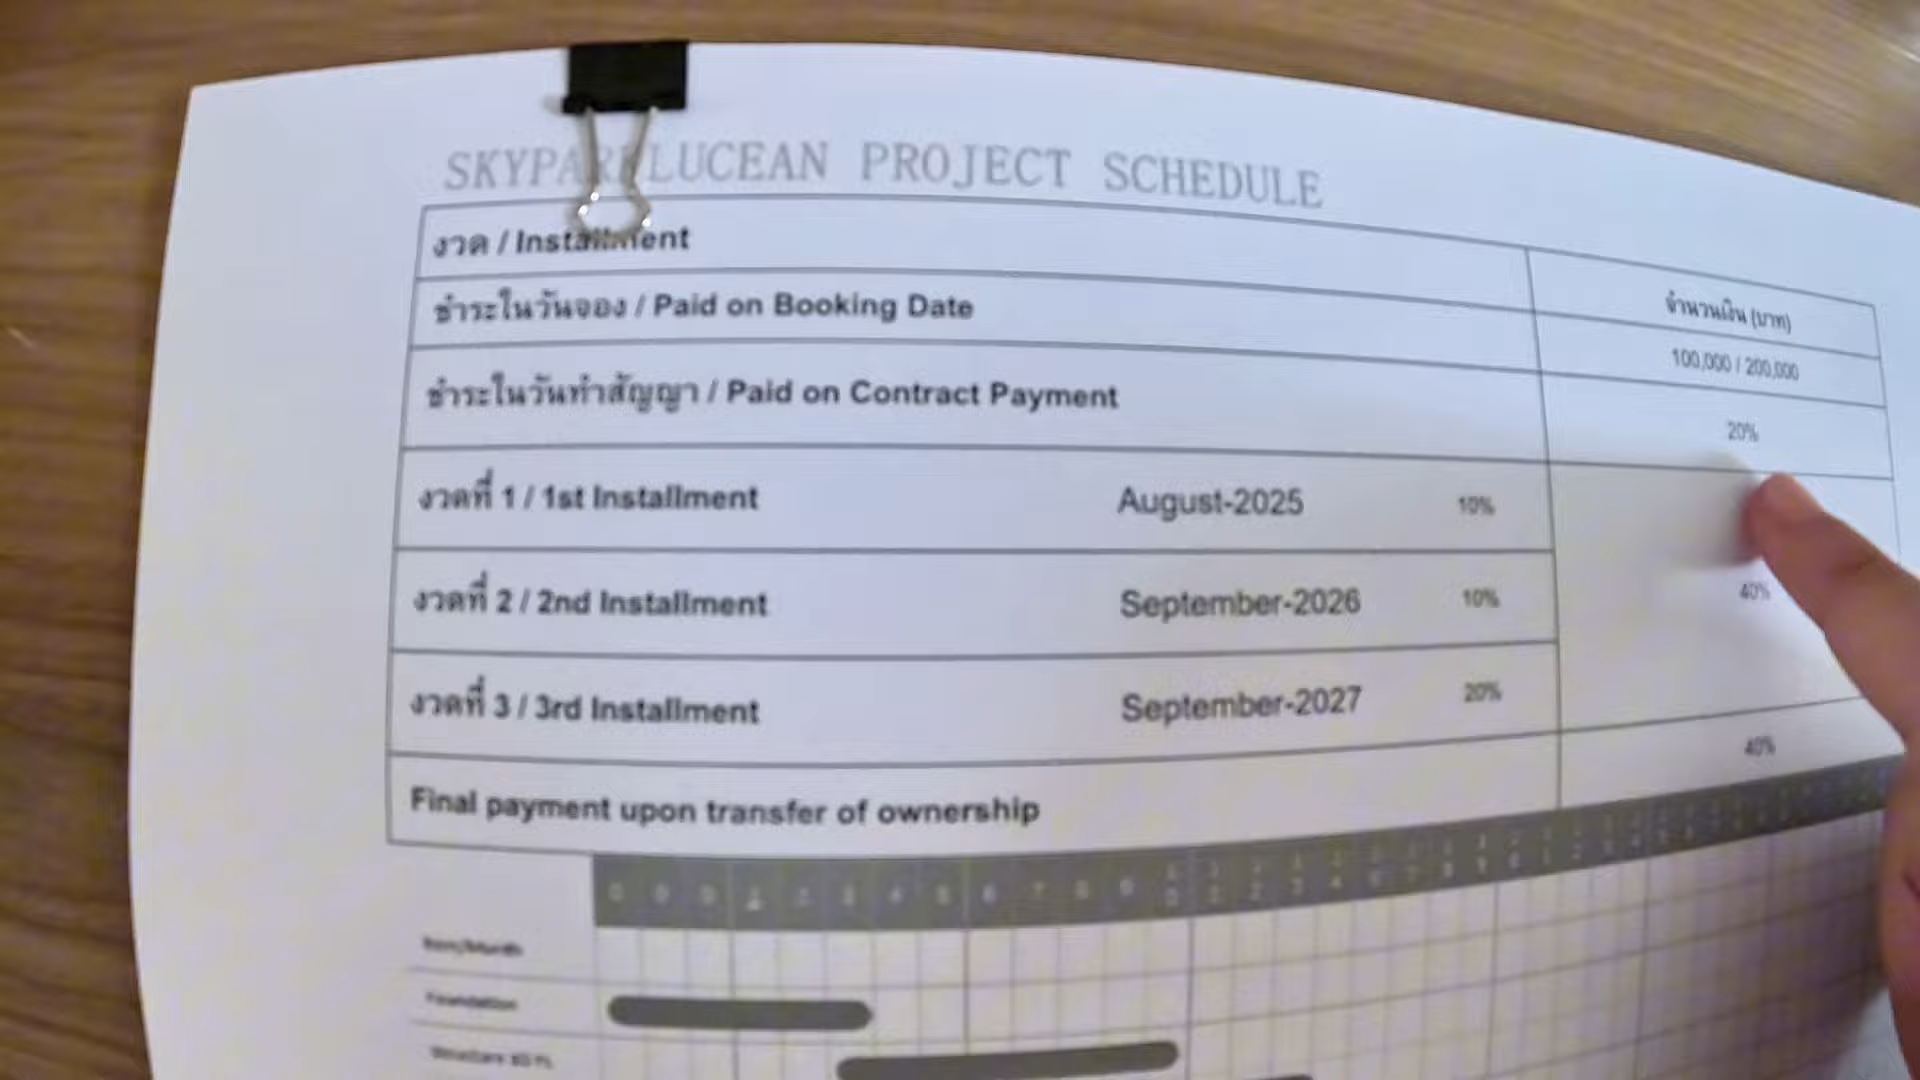 SKYPARK LUCEAN PROJECT SCHEDULE
งวด / Installment
จำนวนเงิน (บาท)
ชำระในวันจอง / Paid on Booking Date
100,000 / 200,000
ชำระในวันทำสัญญา / Paid on Contract Payment
20%
งวดที่ 1 / 1st Installment August-2025 10%
งวดที่ 2 / 2nd Installment September-2026 10%
40%
งวดที่ 3 / 3rd Installment September-2027 20%
Final payment upon transfer of ownership
40%
Item/Month
Foundation
Structure